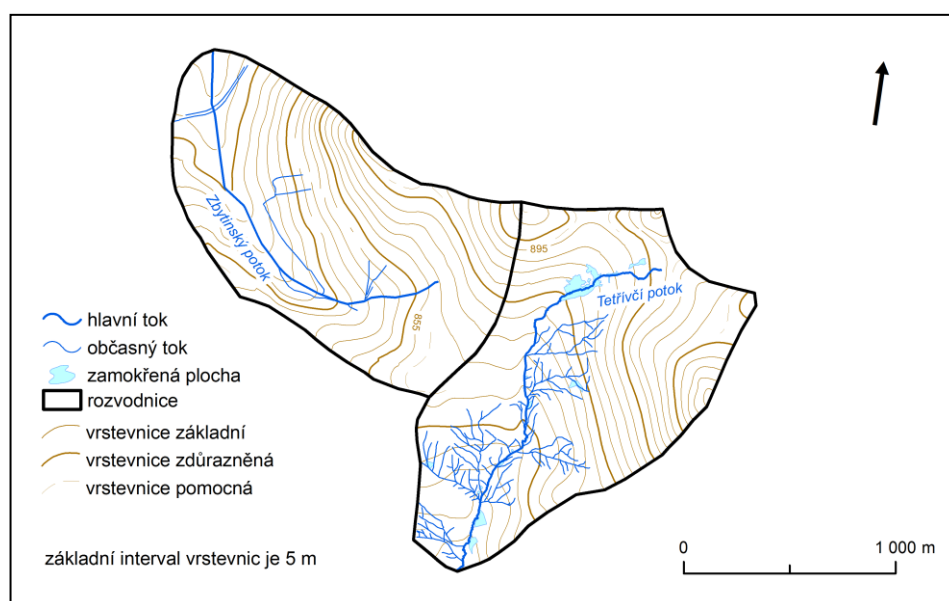 Zbytinský potok
895
Tetřívčí potok
855
hlavní tok
občasný tok
zamokřená plocha
rozvodnice
vrstevnice základní
vrstevnice zdůrazněná
vrstevnice pomocná
základní interval vrstevnic je 5 m
0
1 000 m